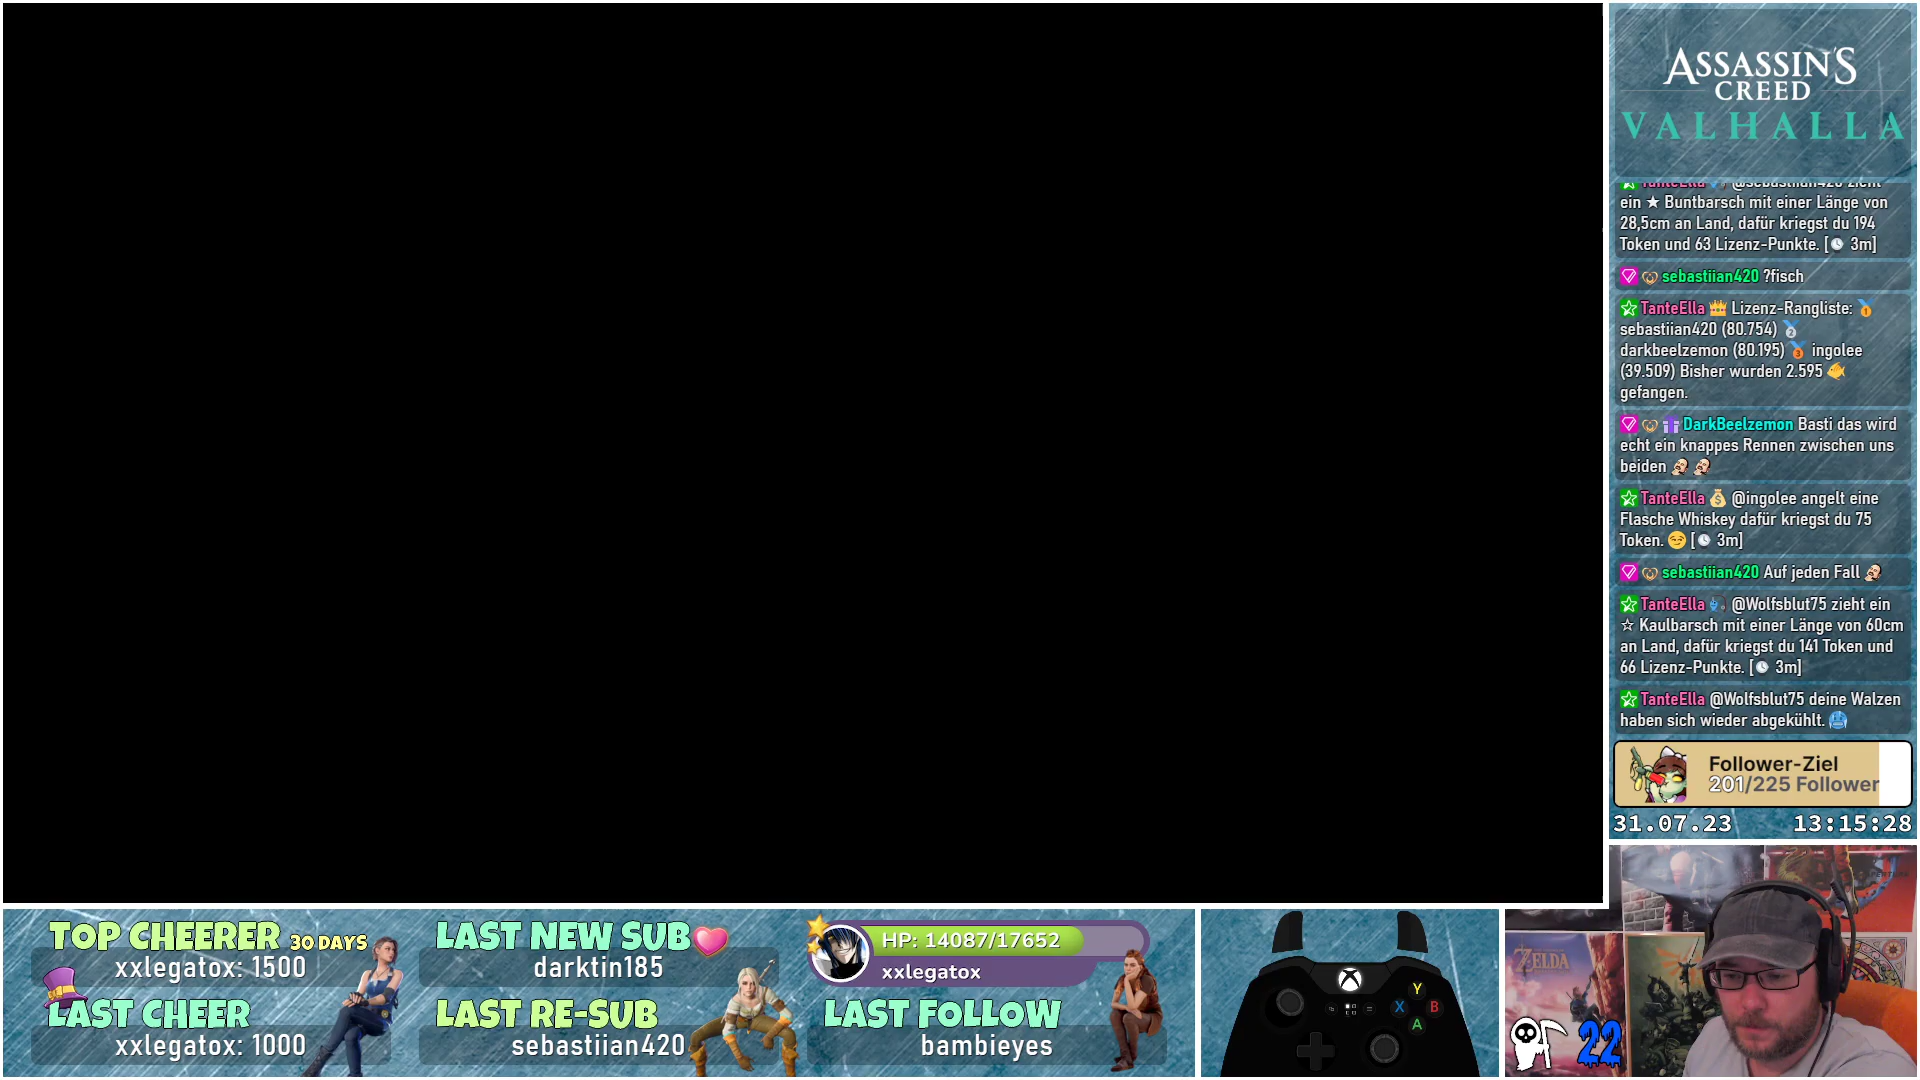 ASSASSIN'S
CREED
VALHALLA
TanteElla @sebastiian420 zieht
ein ★ Buntbarsch mit einer Länge von
28,5cm an Land, dafür kriegst du 194
Token und 63 Lizenz-Punkte. [🕓 3m]
sebastiian420 ?fisch
TanteElla 👑 Lizenz-Rangliste: 🥇
sebastiian420 (80.754) 🥈
darkbeelzemon (80.195) 🥉 ingolee
(39.509) Bisher wurden 2.595 🐠
gefangen.
DarkBeelzemon Basti das wird
echt ein knappes Rennen zwischen uns
beiden
TanteElla 💰 @ingolee angelt eine
Flasche Whiskey dafür kriegst du 75
Token. 😏 [🕓 3m]
sebastiian420 Auf jeden Fall
TanteElla 🎣 @Wolfsblut75 zieht ein
☆ Kaulbarsch mit einer Länge von 60cm
an Land, dafür kriegst du 141 Token und
66 Lizenz-Punkte. [🕓 3m]
TanteElla @Wolfsblut75 deine Walzen
haben sich wieder abgekühlt. 🥶
Follower-Ziel
201/225 Follower
31.07.23 13:15:28
TOP CHEERER 30 DAYS
xxlegatox: 1500
LAST CHEER
xxlegatox: 1000
LAST NEW SUB
darktin185
LAST RE-SUB
sebastiian420
HP: 14087/17652
xxlegatox
LAST FOLLOW
bambieyes
Y
X B
A
ZELDA
22